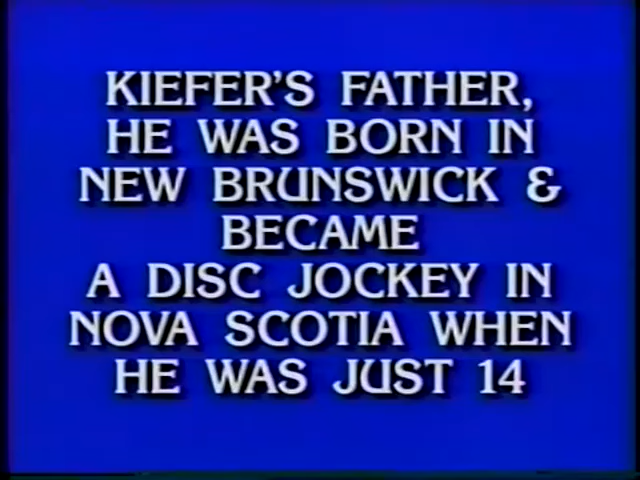 KIEFER'S FATHER,
HE WAS BORN IN
NEW BRUNSWICK &
BECAME
A DISC JOCKEY IN
NOVA SCOTIA WHEN
HE WAS JUST 14